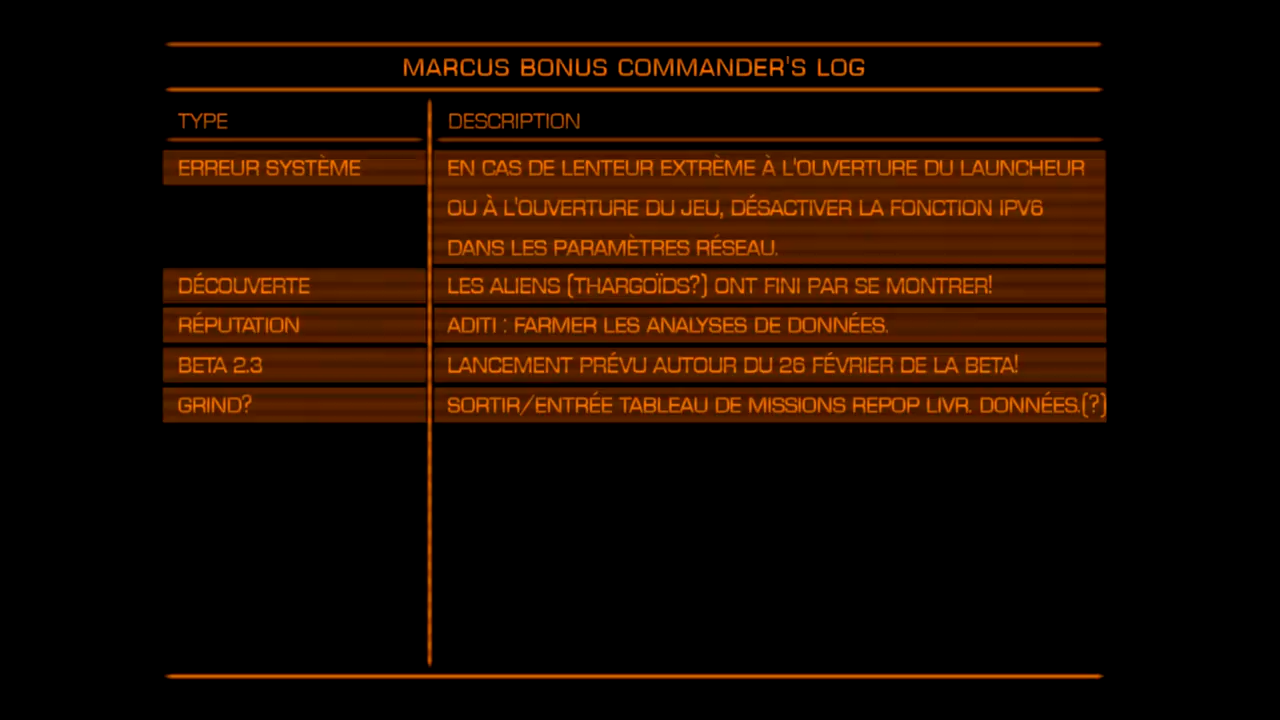 MARCUS BONUS COMMANDER'S LOG
TYPE DESCRIPTION
ERREUR SYSTÈME EN CAS DE LENTEUR EXTRÈME À L'OUVERTURE DU LAUNCHEUR
OU À L'OUVERTURE DU JEU, DÉSACTIVER LA FONCTION IPV6
DANS LES PARAMÈTRES RÉSEAU.
DÉCOUVERTE LES ALIENS (THARGOÏDS?) ONT FINI PAR SE MONTRER!
RÉPUTATION ADITI : FARMER LES ANALYSES DE DONNÉES.
BETA 2.3 LANCEMENT PRÉVU AUTOUR DU 26 FÉVRIER DE LA BETA!
GRIND? SORTIR/ENTRÉE TABLEAU DE MISSIONS REPOP LIVR. DONNÉES.(?)